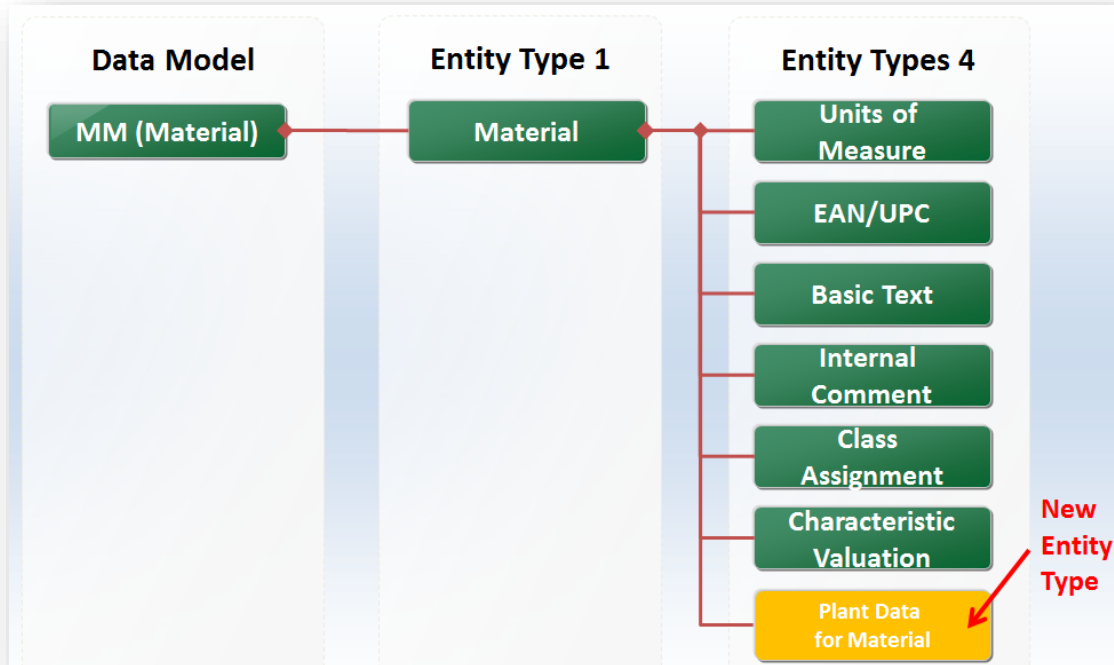 Data Model
Entity Type 1
Entity Types 4
MM (Material)
Material
Units of
Measure
EAN/UPC
Basic Text
Internal
Comment
Class
Assignment
Characteristic
Valuation
Plant Data
for Material
New
Entity
Type